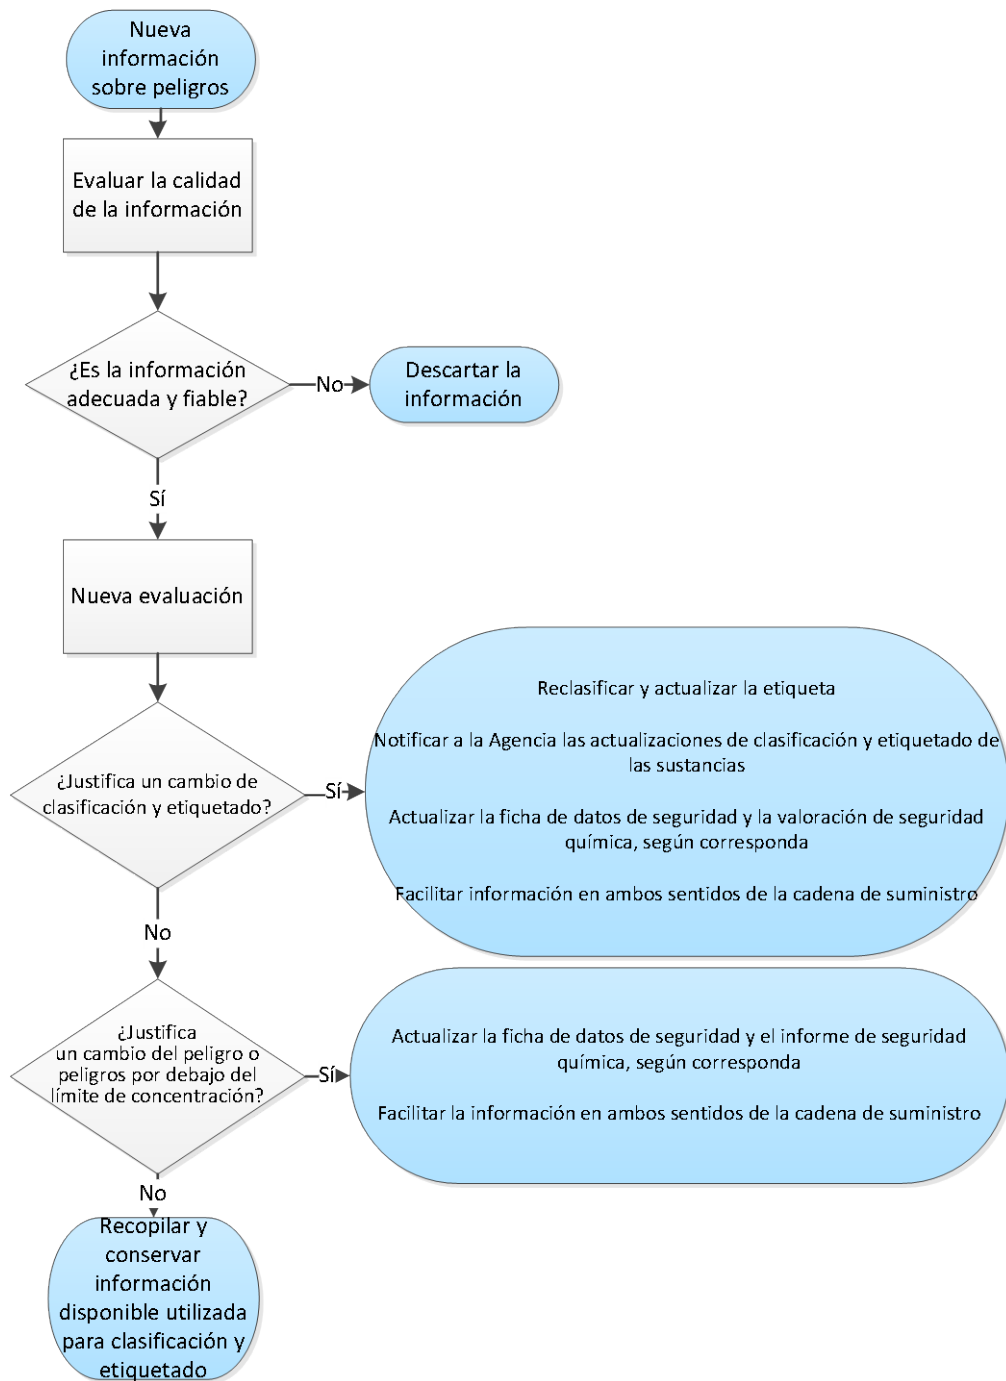 Nueva
información
sobre peligros
Evaluar la calidad
de la información
¿Es la información
adecuada y fiable?
No
Descartar la
información
Sí
Nueva evaluación
¿Justifica un cambio de
clasificación y etiquetado?
Sí
Reclasificar y actualizar la etiqueta
Notificar a la Agencia las actualizaciones de clasificación y etiquetado de
las sustancias
Actualizar la ficha de datos de seguridad y la valoración de seguridad
química, según corresponda
Facilitar información en ambos sentidos de la cadena de suministro
No
¿Justifica
un cambio del peligro o
peligros por debajo del
límite de concentración?
Sí
Actualizar la ficha de datos de seguridad y el informe de seguridad
química, según corresponda
Facilitar la información en ambos sentidos de la cadena de suministro
No
Recopilar y
conservar
información
disponible utilizada
para clasificación y
etiquetado